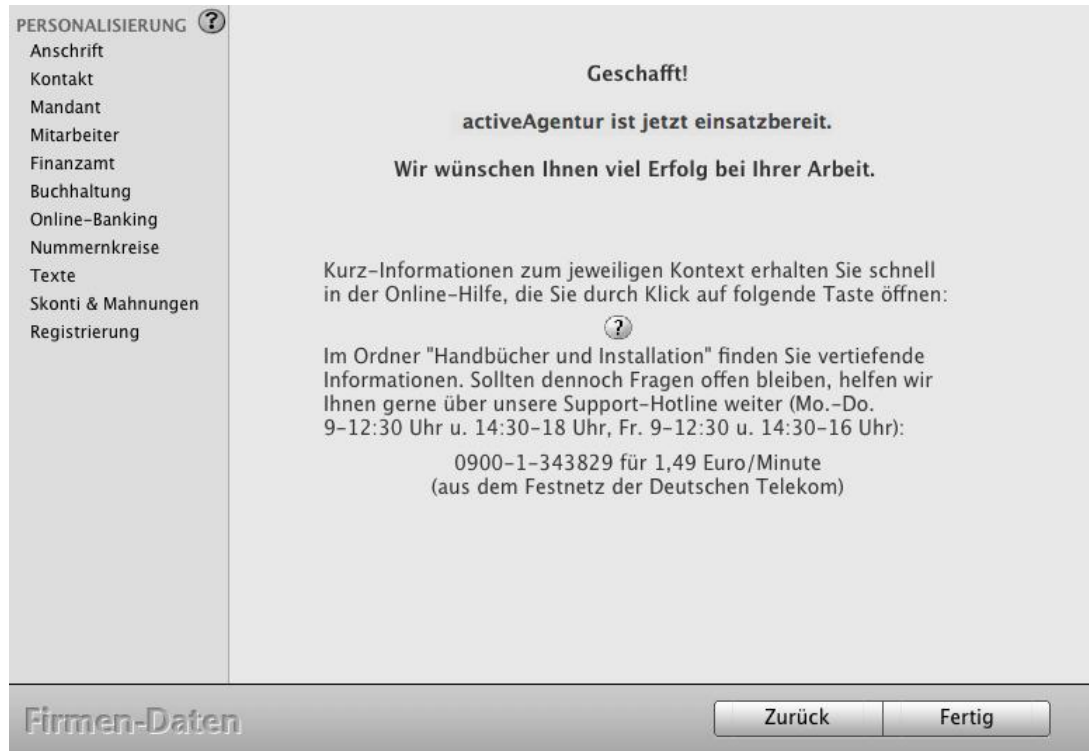 PERSONALISIERUNG ?
Anschrift
Kontakt
Mandant
Mitarbeiter
Finanzamt
Buchhaltung
Online-Banking
Nummernkreise
Texte
Skonti & Mahnungen
Registrierung
Geschafft!
activeAgentur ist jetzt einsatzbereit.
Wir wünschen Ihnen viel Erfolg bei Ihrer Arbeit.
Kurz-Informationen zum jeweiligen Kontext erhalten Sie schnell
in der Online-Hilfe, die Sie durch Klick auf folgende Taste öffnen:
?
Im Ordner "Handbücher und Installation" finden Sie vertiefende
Informationen. Sollten dennoch Fragen offen bleiben, helfen wir
Ihnen gerne über unsere Support-Hotline weiter (Mo.-Do.
9-12:30 Uhr u. 14:30-18 Uhr, Fr. 9-12:30 u. 14:30-16 Uhr):
0900-1-343829 für 1,49 Euro/Minute
(aus dem Festnetz der Deutschen Telekom)
Firmen-Daten
Zurück Fertig